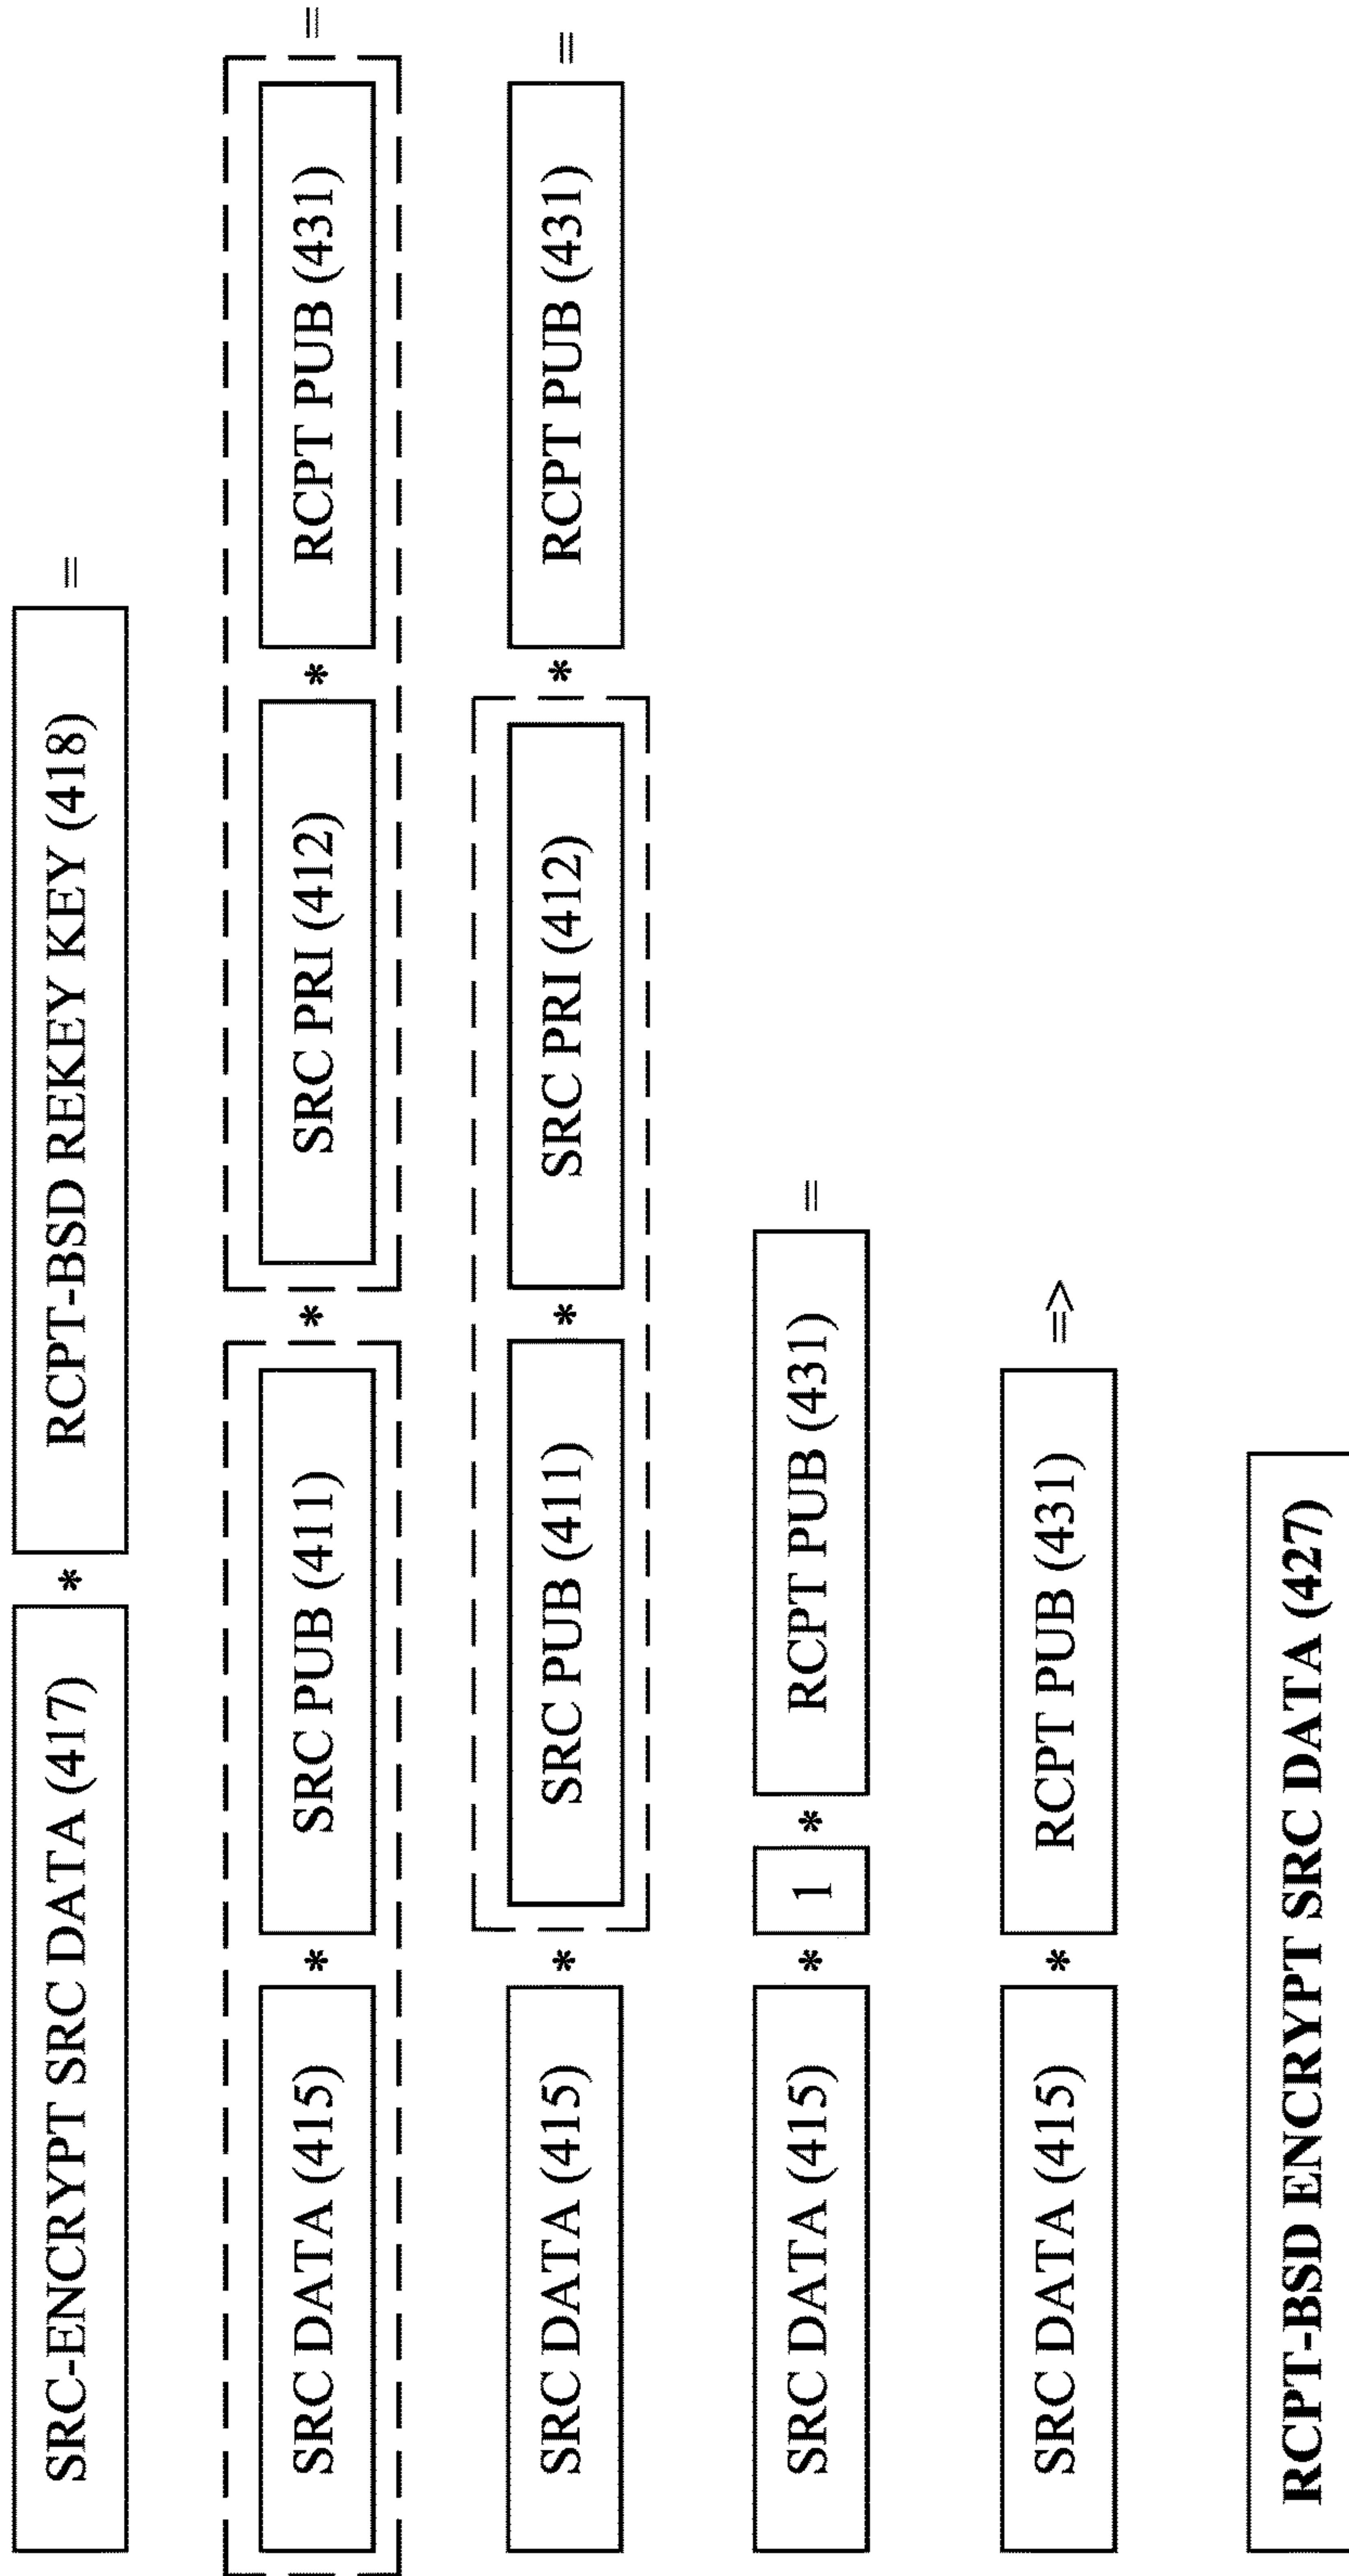 SRC-ENCRYPT SRC DATA (417) * RCPT-BSD REKEY KEY (418) =
SRC DATA (415) * SRC PUB (411) * SRC PRI (412) * RCPT PUB (431) =
SRC DATA (415) * SRC PUB (411) * SRC PRI (412) * RCPT PUB (431) =
SRC DATA (415) * 1 * RCPT PUB (431) =
SRC DATA (415) * RCPT PUB (431) =>
RCPT-BSD ENCRYPT SRC DATA (427)